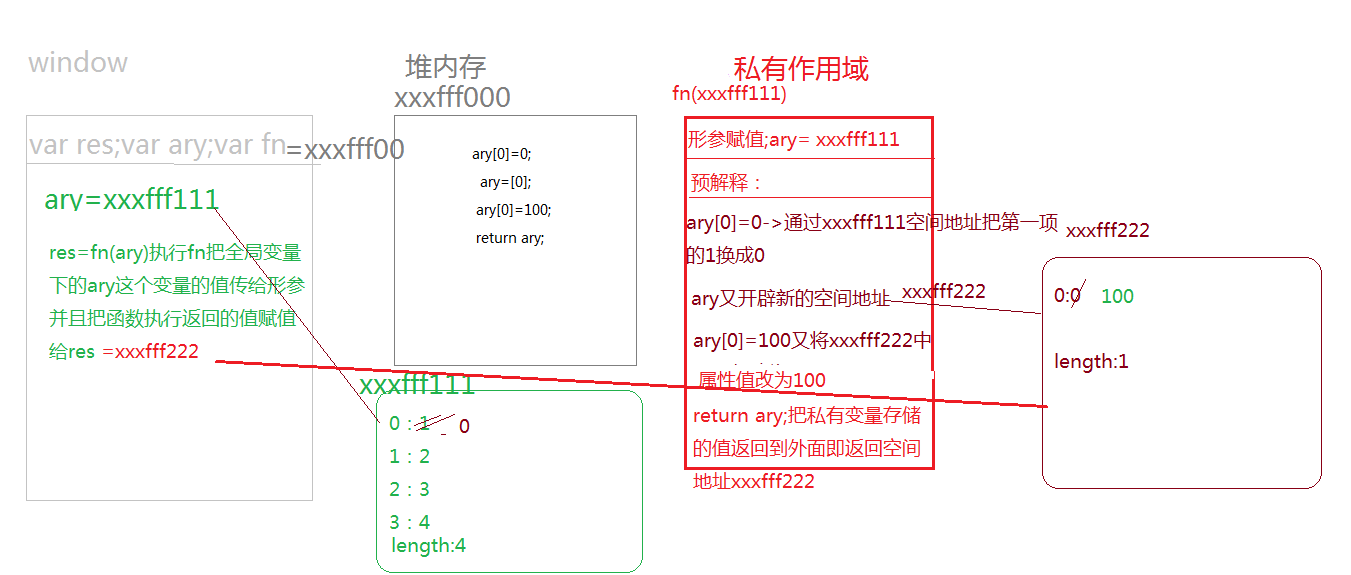 window
var res;var ary;var fn=xxxfff00
ary=xxxfff111
res=fn(ary)执行fn把全局变量
下的ary这个变量的值传给形参
并且把函数执行返回的值赋值
给res =xxxfff222
堆内存
xxxfff000
ary[0]=0;
ary=[0];
ary[0]=100;
return ary;
xxxfff111
0：1 0
1：2
2：3
3：4
length:4
私有作用域
fn(xxxfff111)
形参赋值;ary= xxxfff111
预解释：
ary[0]=0->通过xxxfff111空间地址把第一项
的1换成0
ary又开辟新的空间地址 xxxfff222
ary[0]=100又将xxxfff222中
属性值改为100
return ary;把私有变量存储
的值返回到外面即返回空间
地址xxxfff222
xxxfff222
0:0 100
length:1